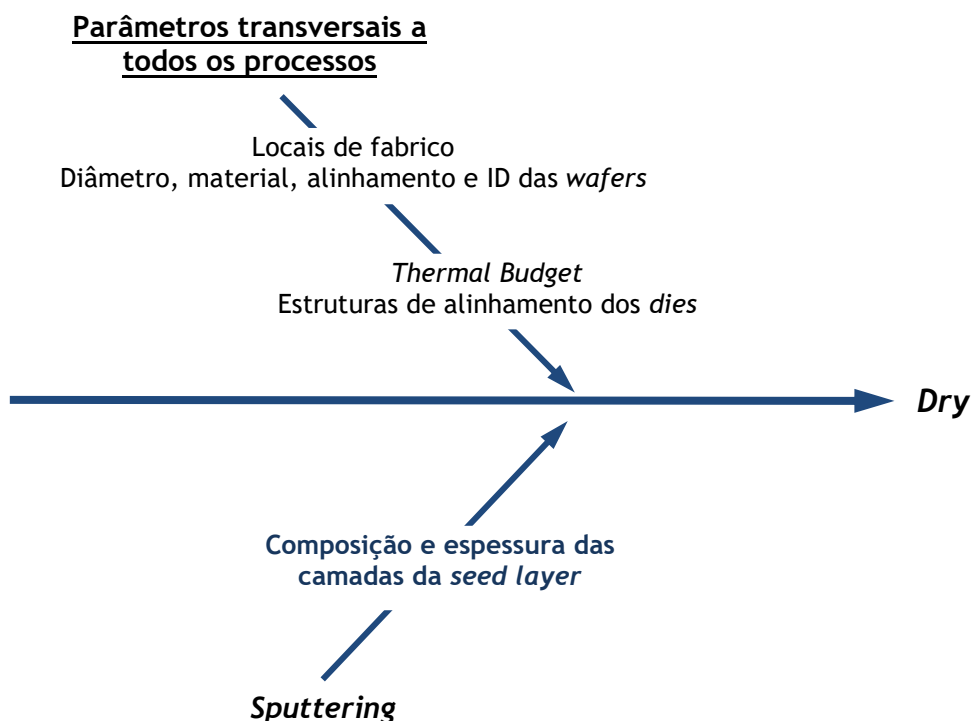 Parâmetros transversais a
todos os processos
Locais de fabrico
Diâmetro, material, alinhamento e ID das wafers
Thermal Budget
Estruturas de alinhamento dos dies
Dry
Composição e espessura das
camadas da seed layer
Sputtering